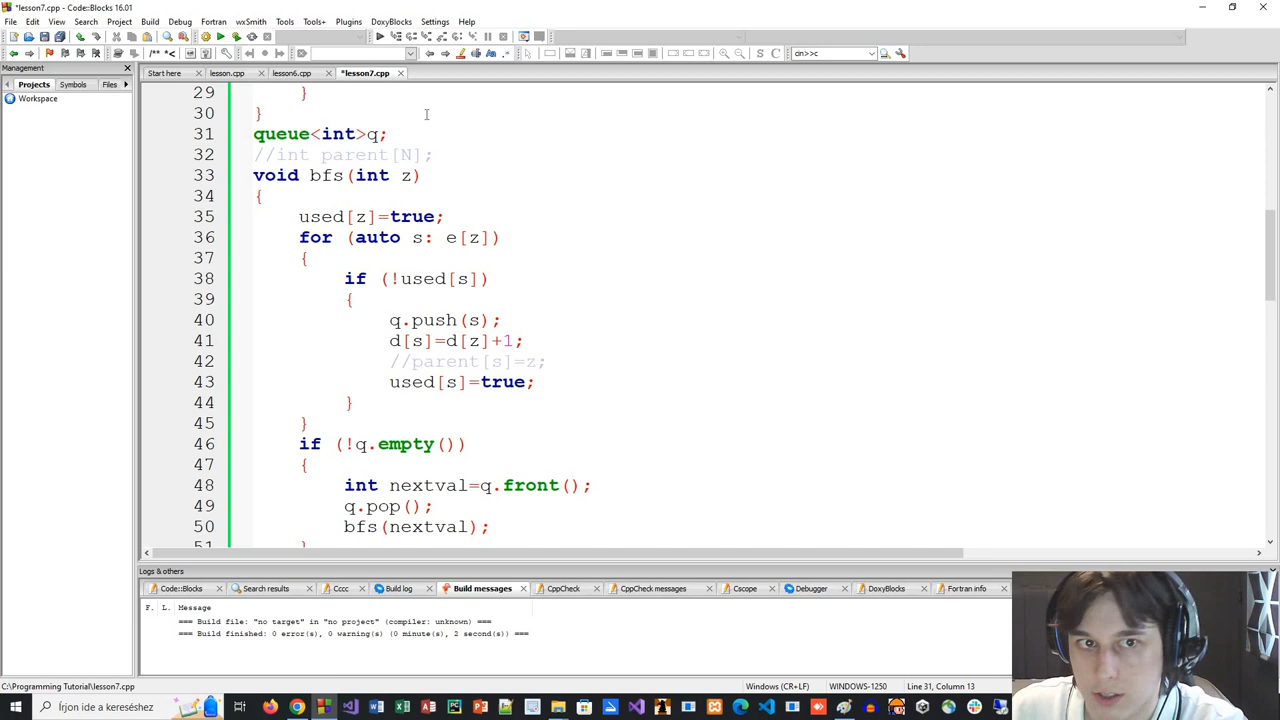 *lesson7.cpp - Code::Blocks 16.01
File Edit View Search Project Build Debug Fortran wxSmith Tools Tools+ Plugins DoxyBlocks Settings Help
/** *<
Aa .*
S C
dn>>c
Management
Projects Symbols Files
Workspace
Start here lesson.cpp lesson6.cpp *lesson7.cpp
29 }
30 }
31 queue<int>q;
32 //int parent[N];
33 void bfs(int z)
34 {
35 used[z]=true;
36 for (auto s: e[z])
37 {
38 if (!used[s])
39 {
40 q.push(s);
41 d[s]=d[z]+1;
42 //parent[s]=z;
43 used[s]=true;
44 }
45 }
46 if (!q.empty())
47 {
48 int nextval=q.front();
49 q.pop();
50 bfs(nextval);
51 }
Logs & others
Code::Blocks Search results Cccc Build log Build messages CppCheck CppCheck messages Cscope Debugger DoxyBlocks Fortran info
F. L. Message
=== Build file: "no target" in "no project" (compiler: unknown) ===
=== Build finished: 0 error(s), 0 warning(s) (0 minute(s), 2 second(s)) ===
C:\Programming Tutorial\lesson7.cpp Windows (CR+LF) WINDOWS-1250 Line 31, Column 13
Írjon ide a kereséshez